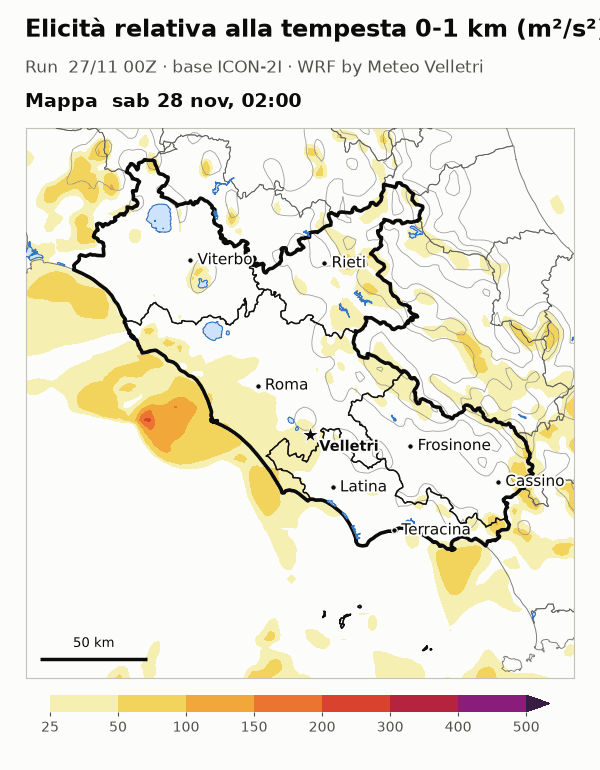 Elicità relativa alla tempesta 0-1 km (m²/s²)
Run 27/11 00Z · base ICON-2I · WRF by Meteo Velletri
Mappa sab 28 nov, 02:00
Viterbo
Rieti
Roma
Velletri
Frosinone
Latina
Cassino
Terracina
50 km
25 50 100 150 200 300 400 500